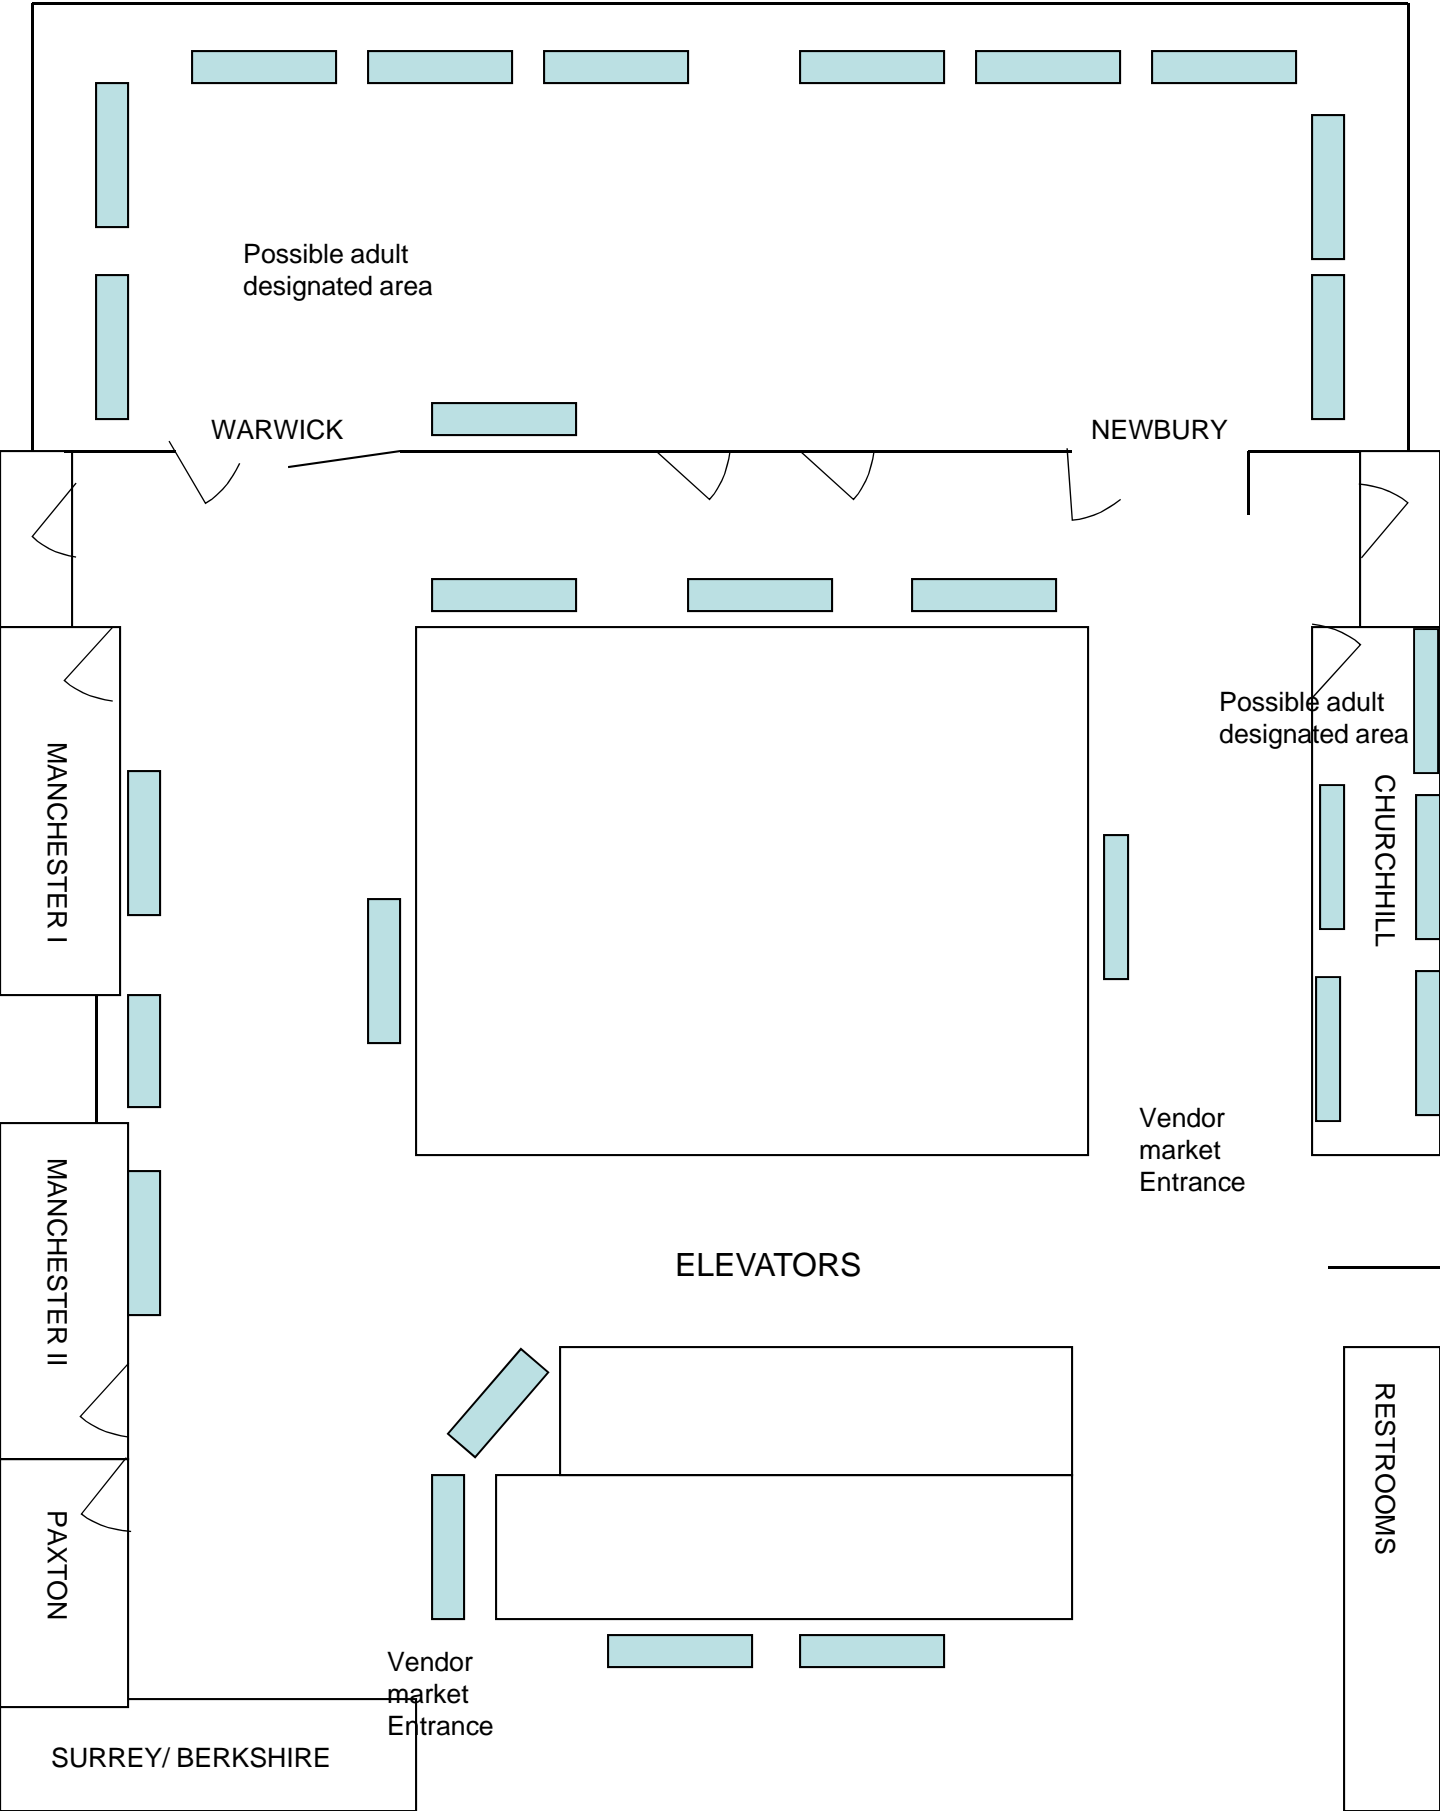 Possible adult
designated area
WARWICK
NEWBURY
Possible adult
designated area
MANCHESTER I
CHURCHHILL
Vendor
market
Entrance
MANCHESTER II
ELEVATORS
RESTROOMS
PAXTON
Vendor
market
Entrance
SURREY/ BERKSHIRE